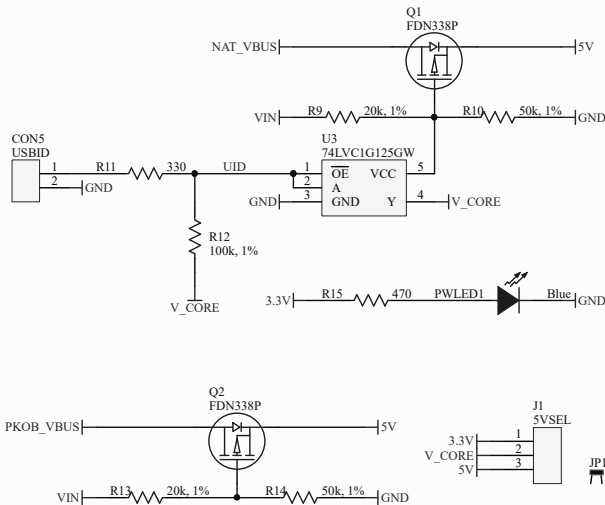 Q1
FDN338P
NAT_VBUS 5V
VIN R9 20k, 1% R10 50k, 1% GND
CON5
USBID
U3
74LVC1G125GW
1 R11 330 UID 1 OE VCC 5
2 GND 2 A
GND 3 GND Y 4 V_CORE
R12
100k, 1%
V_CORE
3.3V R15 470 PWLED1 Blue GND
Q2
FDN338P
PKOB_VBUS 5V
VIN R13 20k, 1% R14 50k, 1% GND
J1
5VSEL
3.3V 1
V_CORE 2
5V 3
JP1